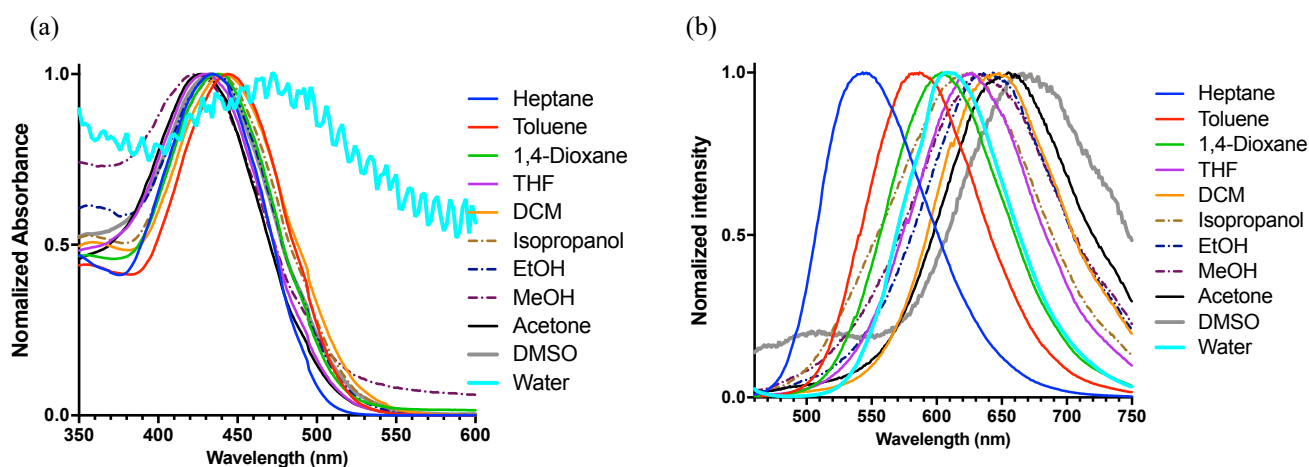 (a)
(b)
Nomalized Absorbance
1.0
0.5
0.0
350 400 450 500 550 600
Wavelength (nm)
Heptane
Toluene
1,4-Dioxane
THF
DCM
Isopropanol
EtOH
MeOH
Acetone
DMSO
Water
Nomalized intensity
1.0
0.5
0.0
500 550 600 650 700 750
Wavelength (nm)
Heptane
Toluene
1,4-Dioxane
THF
DCM
Isopropanol
EtOH
MeOH
Acetone
DMSO
Water